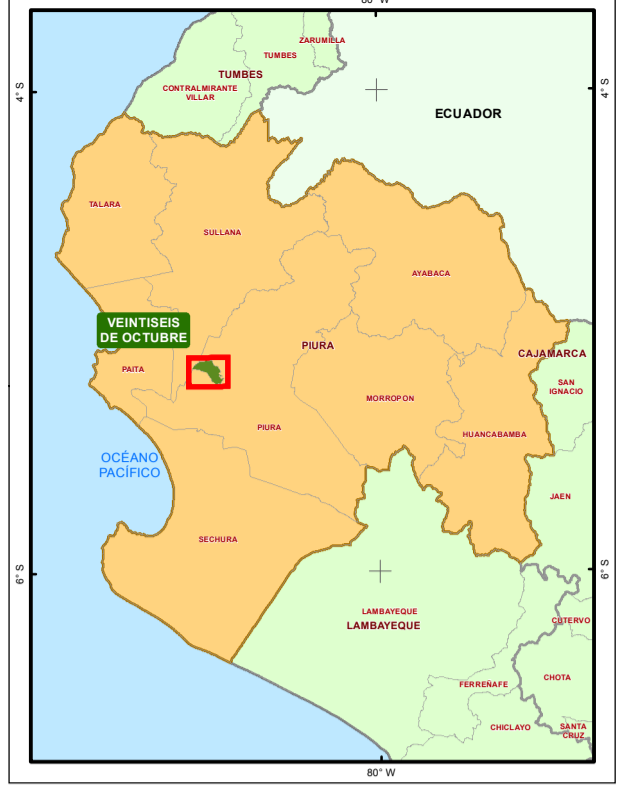 80° W
ZARUMILLA
TUMBES
TUMBES
CONTRALMIRANTE
VILLAR
4° S
4° S
ECUADOR
TALARA
SULLANA
AYABACA
VEINTISEIS
DE OCTUBRE
PIURA
CAJAMARCA
PAITA
SAN
IGNACIO
MORROPON
PIURA
HUANCABAMBA
OCÉANO
PACÍFICO
JAEN
SECHURA
6° S
6° S
LAMBAYEQUE
LAMBAYEQUE
CUTERVO
FERREÑAFE
CHOTA
CHICLAYO
SANTA
CRUZ
80° W